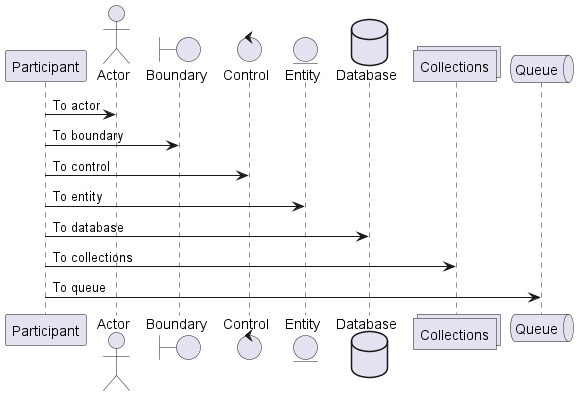 Participant Actor Boundary Control Entity Database Collections Queue
To actor
To boundary
To control
To entity
To database
To collections
To queue
Participant Actor Boundary Control Entity Database Collections Queue